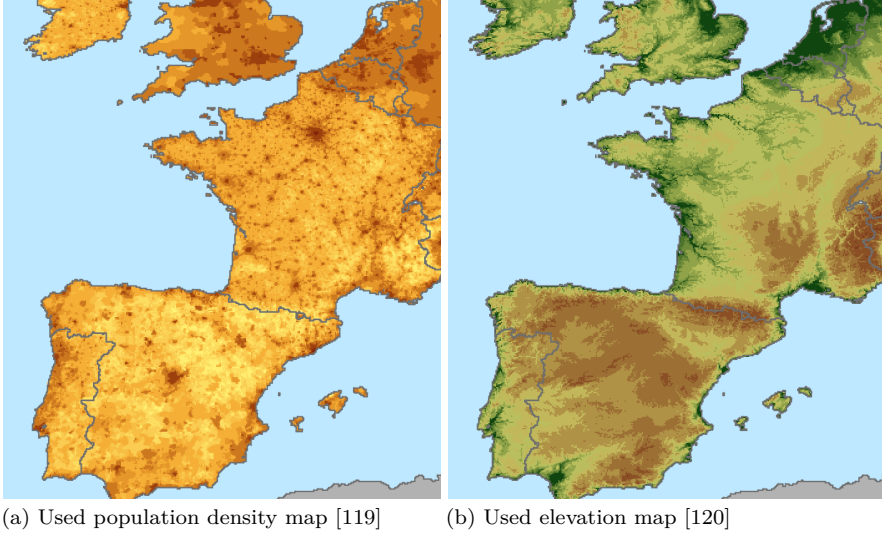 (a) Used population density map [119]
(b) Used elevation map [120]